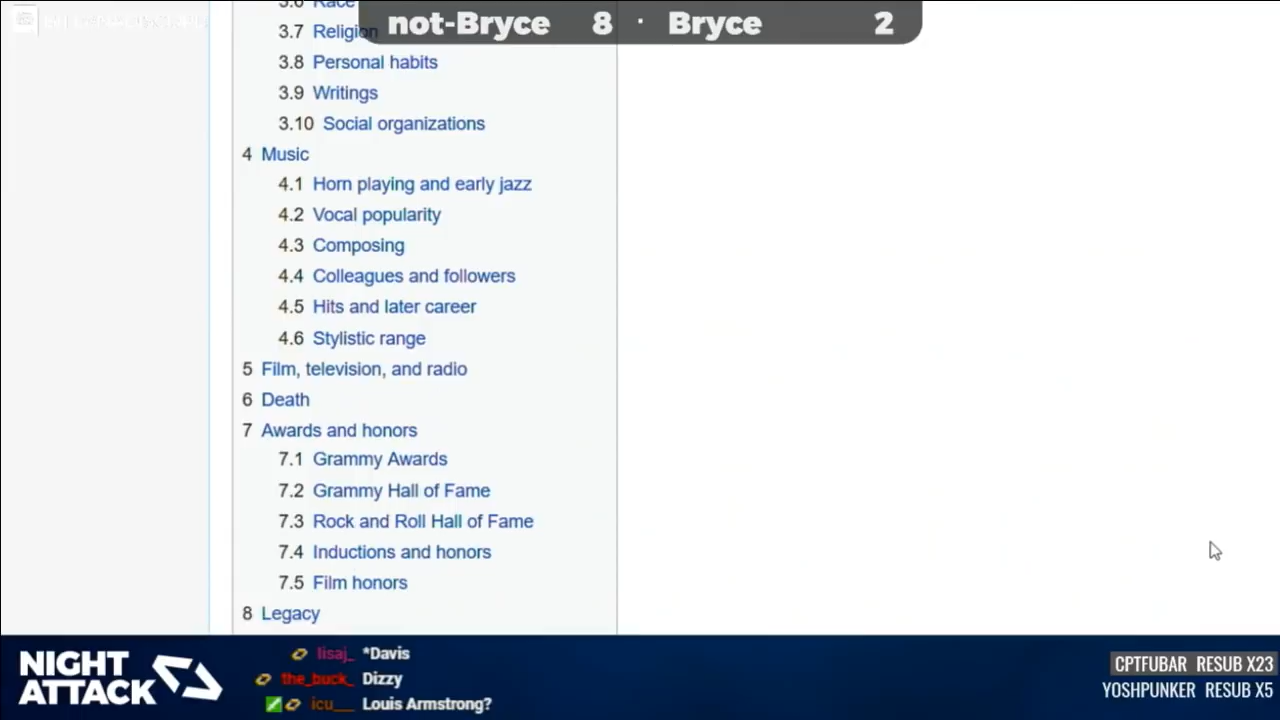 not-Bryce 8 · Bryce 2
3.6 Race
3.7 Religion
3.8 Personal habits
3.9 Writings
3.10 Social organizations
4 Music
4.1 Horn playing and early jazz
4.2 Vocal popularity
4.3 Composing
4.4 Colleagues and followers
4.5 Hits and later career
4.6 Stylistic range
5 Film, television, and radio
6 Death
7 Awards and honors
7.1 Grammy Awards
7.2 Grammy Hall of Fame
7.3 Rock and Roll Hall of Fame
7.4 Inductions and honors
7.5 Film honors
8 Legacy
NIGHT
ATTACK
lisaj_ *Davis
the_buck_ Dizzy
icu___ Louis Armstrong?
CPTFUBAR RESUB X23
YOSHPUNKER RESUB X5